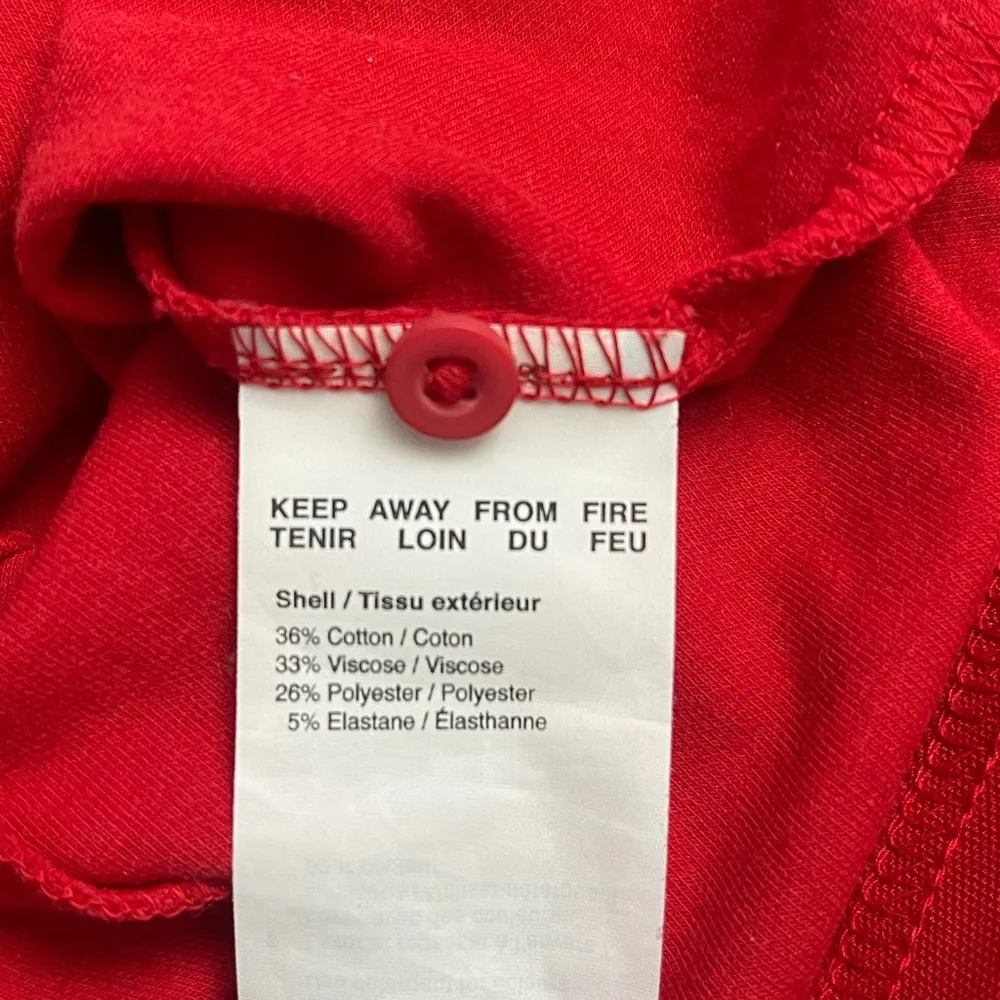 KEEP AWAY FROM FIRE
TENIR LOIN DU FEU
Shell / Tissu extérieur
36% Cotton / Coton
33% Viscose / Viscose
26% Polyester / Polyester
5% Elastane / Élasthanne